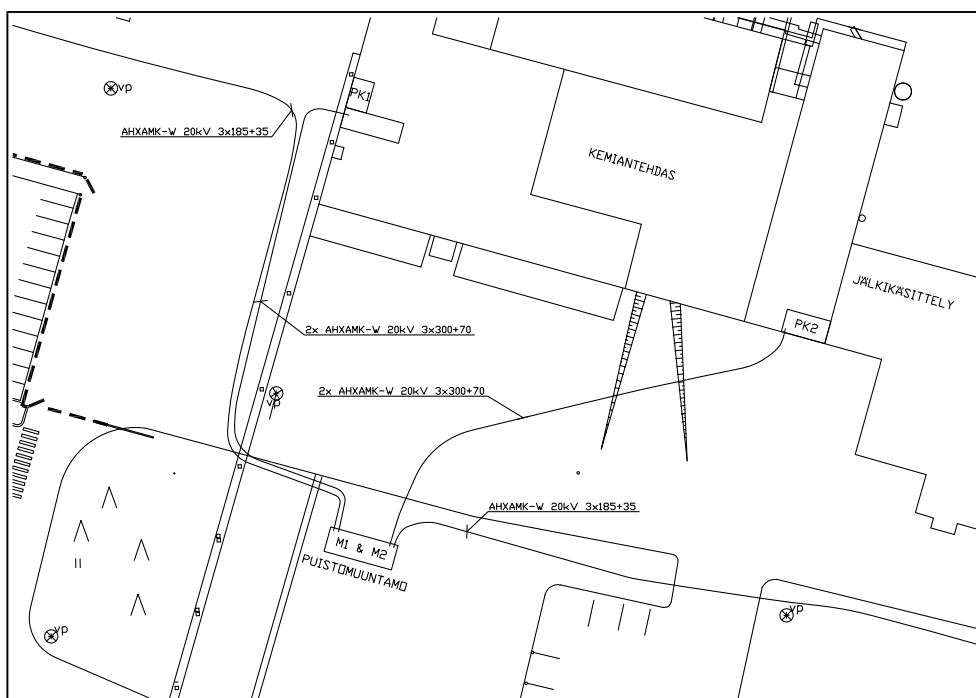 vp
PK1
AHXAMK-W 20kV 3x185+35
KEMIANTEHDAS
JÄLKIKÄSITTELY
2x AHXAMK-W 20kV 3x300+70
PK2
2x AHXAMK-W 20kV 3x300+70
vp
AHXAMK-W 20kV 3x185+35
M1 & M2
PUISTOMUUNTAMO
vp
vp